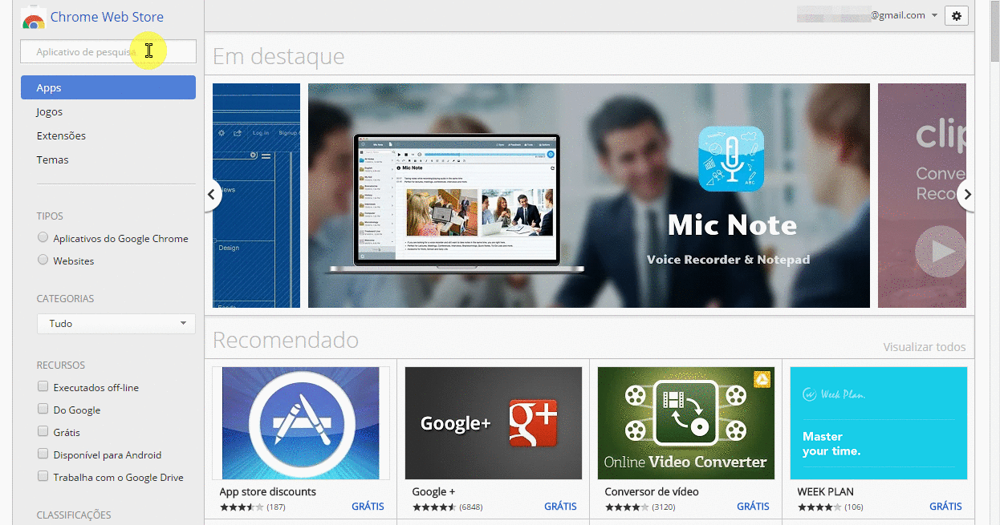 Chrome Web Store
@gmail.com
Aplicativo de pesquisa
Apps
Jogos
Extensões
Temas
TIPOS
Aplicativos do Google Chrome
Websites
CATEGORIAS
Tudo
RECURSOS
Executados off-line
Do Google
Grátis
Disponível para Android
Trabalha com o Google Drive
CLASSIFICAÇÕES
Em destaque
Log in
Design
Mic Note
Mic Note
Voice Recorder & Notepad
ABC
clip
Conve
Reco
Recomendado
Visualizar todos
App store discounts
(187)
GRÁTIS
Google+
g+
Google +
(6848)
GRÁTIS
Online Video Converter
Conversor de vídeo
(3120)
GRÁTIS
Week Plan.
Master
your time.
WEEK PLAN
(106)
GRÁTIS